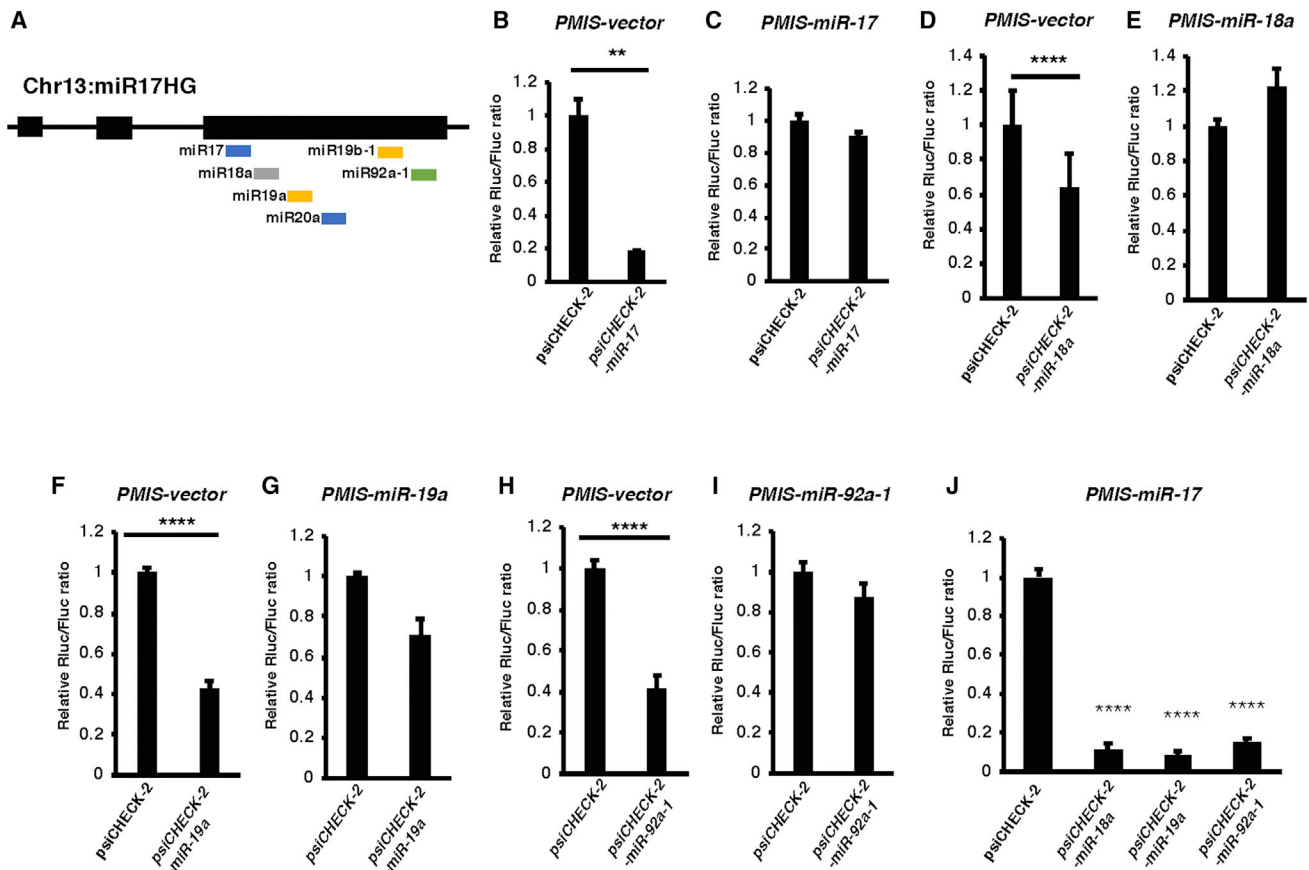 A
Chr13:miR17HG
miR17
miR18a
miR19a
miR20a
miR19b-1
miR92a-1
B
PMIS-vector
**
Relative Rluc/Fluc ratio
1.2
1
0.8
0.6
0.4
0.2
0
psiCHECK-2
psiCHECK-2
-miR-17
C
PMIS-miR-17
Relative Rluc/Fluc ratio
1.2
1
0.8
0.6
0.4
0.2
0
psiCHECK-2
psiCHECK-2
-miR-17
D
PMIS-vector
****
Relative Rluc/Fluc ratio
1.4
1.2
1
0.8
0.6
0.4
0.2
0
psiCHECK-2
psiCHECK-2
-miR-18a
E
PMIS-miR-18a
Relative Rluc/Fluc ratio
1.4
1.2
1
0.8
0.6
0.4
0.2
0
psiCHECK-2
psiCHECK-2
-miR-18a
F
PMIS-vector
****
Relative Rluc/Fluc ratio
1.2
1
0.8
0.6
0.4
0.2
0
psiCHECK-2
psiCHECK-2
-miR-19a
G
PMIS-miR-19a
Relative Rluc/Fluc ratio
1.2
1
0.8
0.6
0.4
0.2
0
psiCHECK-2
psiCHECK-2
-miR-19a
H
PMIS-vector
****
Relative Rluc/Fluc ratio
1.2
1
0.8
0.6
0.4
0.2
0
psiCHECK-2
psiCHECK-2
-miR-92a-1
I
PMIS-miR-92a-1
Relative Rluc/Fluc ratio
1.2
1
0.8
0.6
0.4
0.2
0
psiCHECK-2
psiCHECK-2
-miR-92a-1
J
PMIS-miR-17
Relative Rluc/Fluc ratio
1.2
1
0.8
0.6
0.4
0.2
0
****
****
****
psiCHECK-2
psiCHECK-2
-miR-18a
psiCHECK-2
-miR-19a
psiCHECK-2
-miR-92a-1